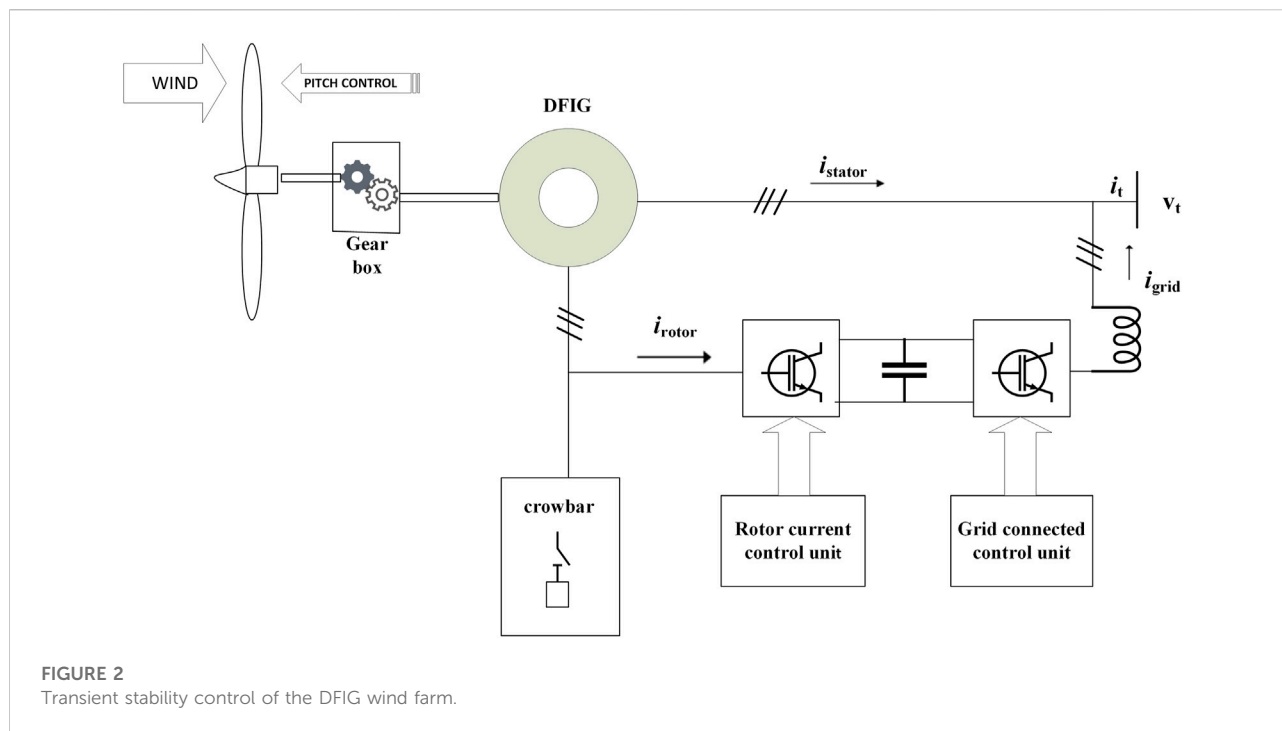 WIND
PITCH CONTROL
DFIG
i_stator
i_t
v_t
Gear
box
i_grid
i_rotor
crowbar
Rotor current
control unit
Grid connected
control unit
FIGURE 2
Transient stability control of the DFIG wind farm.